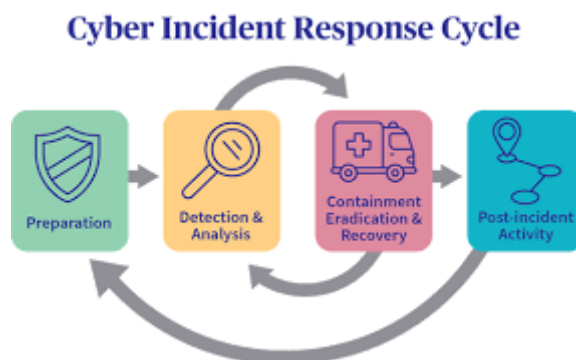 Cyber Incident Response Cycle
Preparation
Detection &
Analysis
Containment
Eradication &
Recovery
Post-incident
Activity